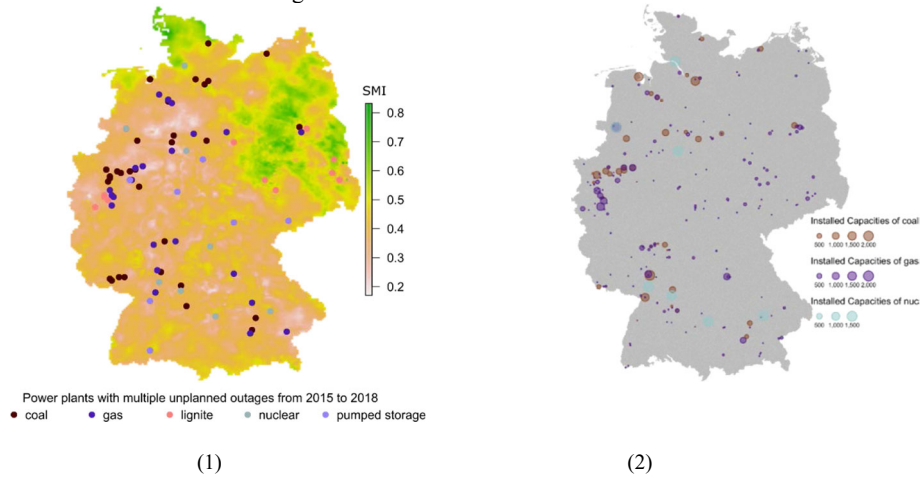 SMI
0.8
0.7
0.6
0.5
0.4
0.3
0.2
Power plants with multiple unplanned outages from 2015 to 2018
coal gas lignite nuclear pumped storage
Installed Capacities of coal
500 1,000 1,500 2,000
Installed Capacities of gas
500 1,000 1,500 2,000
Installed Capacities of nuc
500 1,000 1,500
(1) (2)